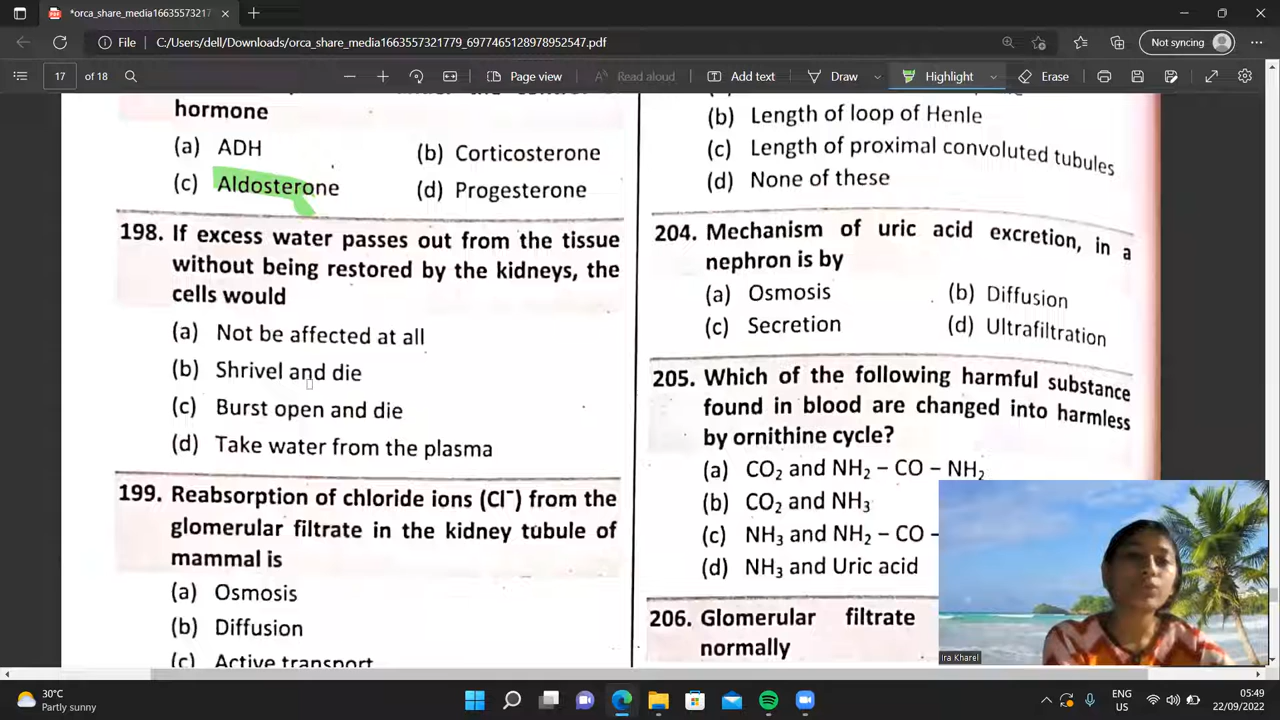 *orca_share_media16635573217
File
C:/Users/dell/Downloads/orca_share_media1663557321779_6977465128978952547.pdf
Not syncing
17 of 18
Page view
Read aloud
Add text
Draw
Highlight
Erase
hormone
(a) ADH
(b) Corticosterone
(c) Aldosterone
(d) Progesterone
198. If excess water passes out from the tissue
without being restored by the kidneys, the
cells would
(a) Not be affected at all
(b) Shrivel and die
(c) Burst open and die
(d) Take water from the plasma
199. Reabsorption of chloride ions (Cl⁻) from the
glomerular filtrate in the kidney tubule of
mammal is
(a) Osmosis
(b) Diffusion
(c) Active transport
(b) Length of loop of Henle
(c) Length of proximal convoluted tubules
(d) None of these
204. Mechanism of uric acid excretion, in a
nephron is by
(a) Osmosis
(b) Diffusion
(c) Secretion
(d) Ultrafiltration
205. Which of the following harmful substance
found in blood are changed into harmless
by ornithine cycle?
(a) CO₂ and NH₂ – CO – NH₂
(b) CO₂ and NH₃
(c) NH₃ and NH₂ – CO –
(d) NH₃ and Uric acid
206. Glomerular filtrate
normally
Ira Kharel
30°C
Partly sunny
ENG
US
05:49
22/09/2022